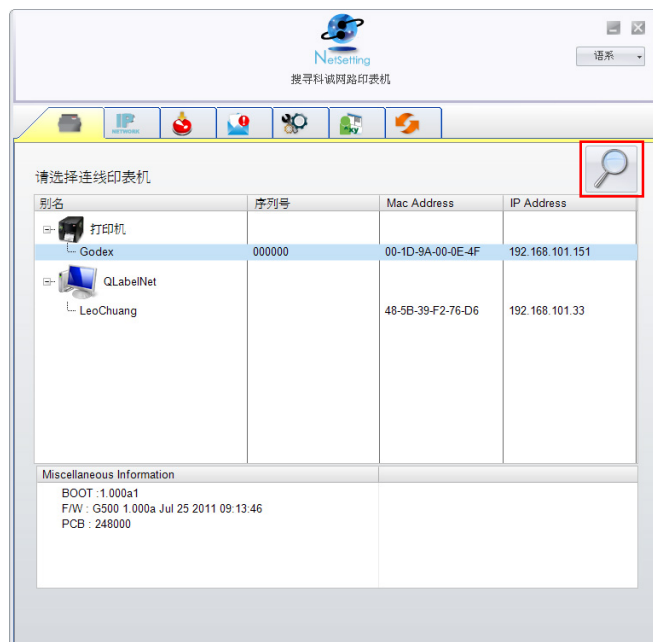 NetSetting
语系
搜寻科诚网路印表机
IP
NETWORK
请选择连线印表机
别名 序列号 Mac Address IP Address
打印机
Godex 000000 00-1D-9A-00-0E-4F 192.168.101.151
QLabelNet
LeoChuang 48-5B-39-F2-76-D6 192.168.101.33
Miscellaneous Information
BOOT :1.000a1
F/W : G500 1.000a Jul 25 2011 09:13:46
PCB : 248000